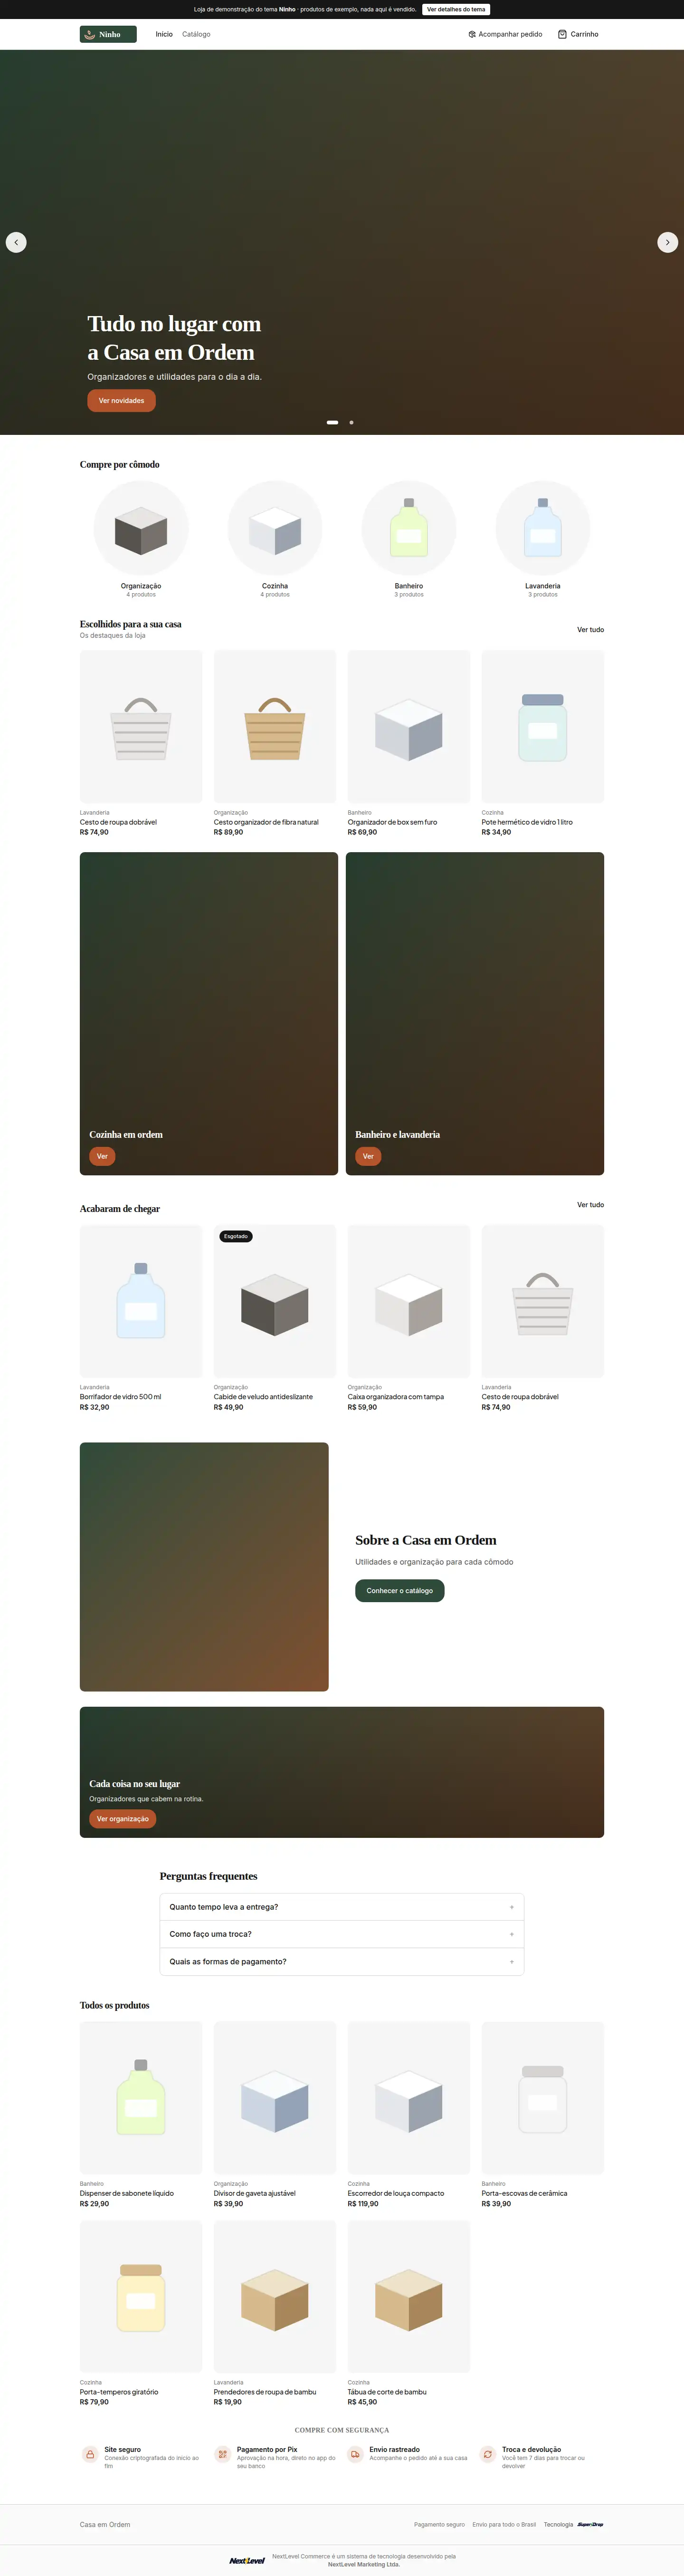 Loja de demonstração do tema Ninho · produtos de exemplo, nada aqui é vendido. Ver detalhes do tema
Ninho Início Catálogo Acompanhar pedido Carrinho
Tudo no lugar com
a Casa em Ordem
Organizadores e utilidades para o dia a dia.
Ver novidades
Compre por cômodo
Organização Cozinha Banheiro Lavanderia
4 produtos 4 produtos 3 produtos 3 produtos
Escolhidos para a sua casa
Os destaques da loja
Ver tudo
Lavanderia Organização Banheiro Cozinha
Cesto de roupa dobrável Cesto organizador de fibra natural Organizador de box sem furo Pote hermético de vidro 1 litro
R$ 74,90 R$ 89,90 R$ 69,90 R$ 34,90
Cozinha em ordem Banheiro e lavanderia
Ver Ver
Acabaram de chegar Ver tudo
Esgotado
Lavanderia Organização Organização Lavanderia
Borrifador de vidro 500 ml Cabide de veludo antideslizante Caixa organizadora com tampa Cesto de roupa dobrável
R$ 32,90 R$ 49,90 R$ 59,90 R$ 74,90
Sobre a Casa em Ordem
Utilidades e organização para cada cômodo
Conhecer o catálogo
Cada coisa no seu lugar
Organizadores que cabem na rotina.
Ver organização
Perguntas frequentes
Quanto tempo leva a entrega? +
Como faço uma troca? +
Quais as formas de pagamento? +
Todos os produtos
Banheiro Organização Cozinha Banheiro
Dispenser de sabonete líquido Divisor de gaveta ajustável Escorredor de louça compacto Porta-escovas de cerâmica
R$ 29,90 R$ 39,90 R$ 119,90 R$ 39,90
Cozinha Lavanderia Cozinha
Porta-temperos giratório Prendedores de roupa de bambu Tábua de corte de bambu
R$ 79,90 R$ 19,90 R$ 45,90
COMPRE COM SEGURANÇA
Site seguro Pagamento por Pix Envio rastreado Troca e devolução
Conexão criptografada do início ao Aprovação na hora, direto no app do Acompanhe o pedido até a sua casa Você tem 7 dias para trocar ou
fim seu banco devolver
Casa em Ordem Pagamento seguro Envio para todo o Brasil Tecnologia SuperDrop
NextLevel NextLevel Commerce é um sistema de tecnologia desenvolvido pela
NextLevel Marketing Ltda.